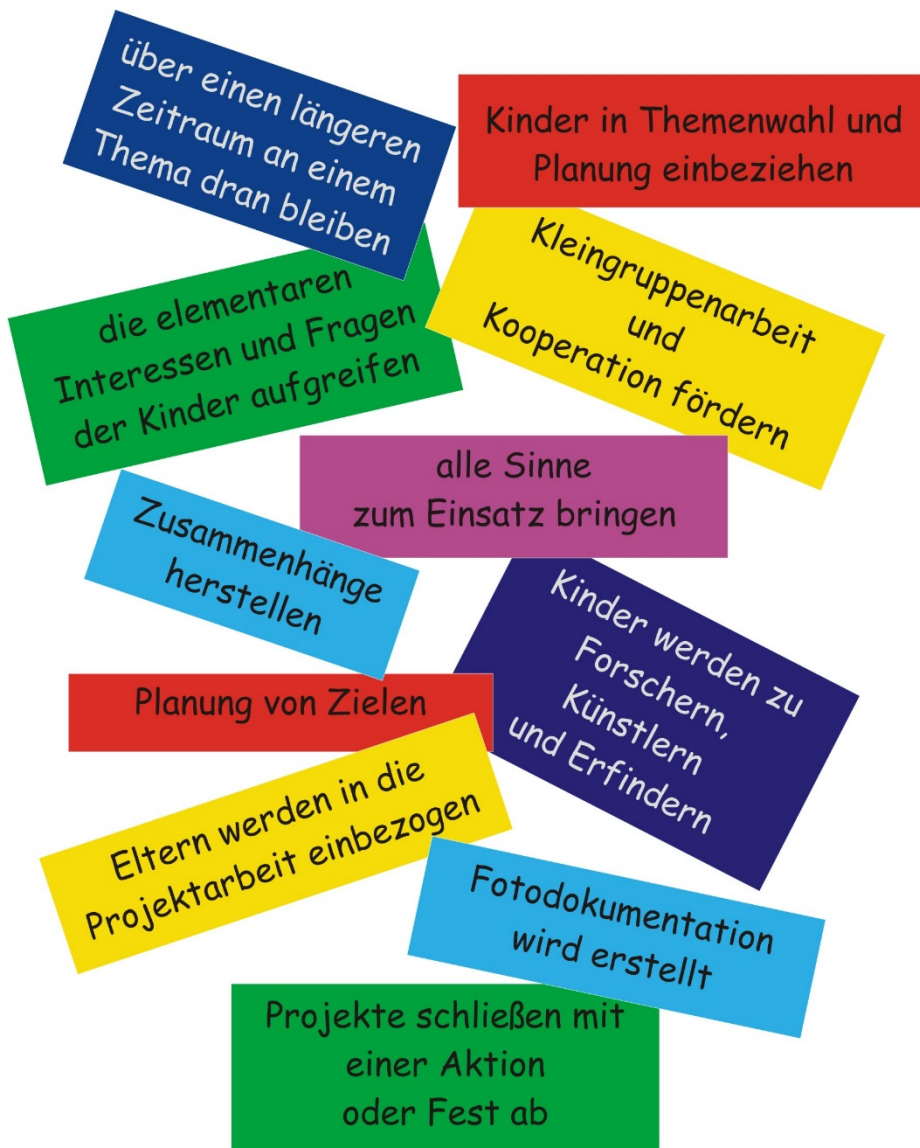 über einen längeren
Zeitraum an einem
Thema dran bleiben
Kinder in Themenwahl und
Planung einbeziehen
die elementaren
Interessen und Fragen
der Kinder aufgreifen
Kleingruppenarbeit
und
Kooperation fördern
alle Sinne
zum Einsatz bringen
Zusammenhänge
herstellen
Kinder werden zu
Forschern,
Künstlern
und Erfindern
Planung von Zielen
Eltern werden in die
Projektarbeit einbezogen
Fotodokumentation
wird erstellt
Projekte schließen mit
einer Aktion
oder Fest ab